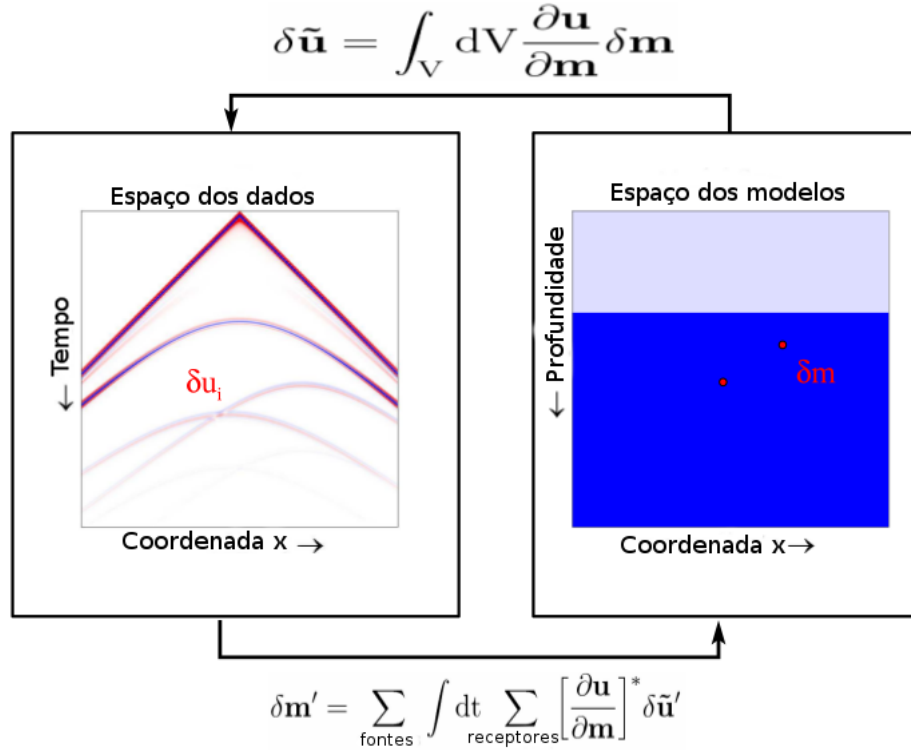 δũ = ∫_V dV ∂u/∂m δm
Espaço dos dados
Espaço dos modelos
← Tempo
← Profundidade
δu_i
δm
Coordenada x →
Coordenada x→
δm′ = ∑_fontes ∫ dt ∑_receptores [∂u/∂m]* δũ′